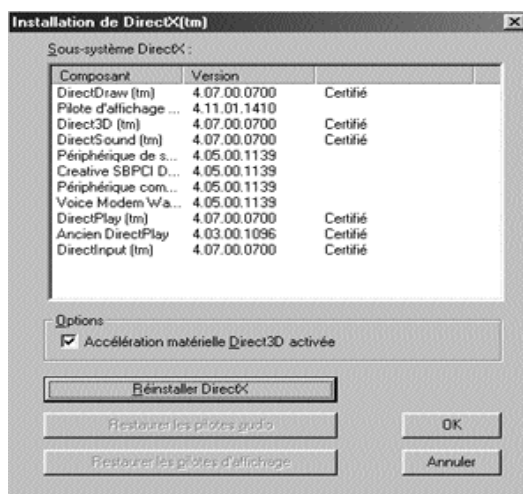 Installation de DirectX(tm)
Sous-système DirectX :
Composant Version
DirectDraw (tm) 4.07.00.0700 Certifié
Pilote d'affichage ... 4.11.01.1410
Direct3D (tm) 4.07.00.0700 Certifié
DirectSound (tm) 4.07.00.0700 Certifié
Périphérique de s... 4.05.00.1139
Creative SBPCI D... 4.05.00.1139
Périphérique com... 4.05.00.1139
Voice Modem Wa... 4.05.00.1139
DirectPlay (tm) 4.07.00.0700 Certifié
Ancien DirectPlay 4.03.00.1096 Certifié
DirectInput (tm) 4.07.00.0700 Certifié
Options
Accélération matérielle Direct3D activée
Réinstaller DirectX
Restaurer les pilotes audio
OK
Restaurer les pilotes d'affichage
Annuler